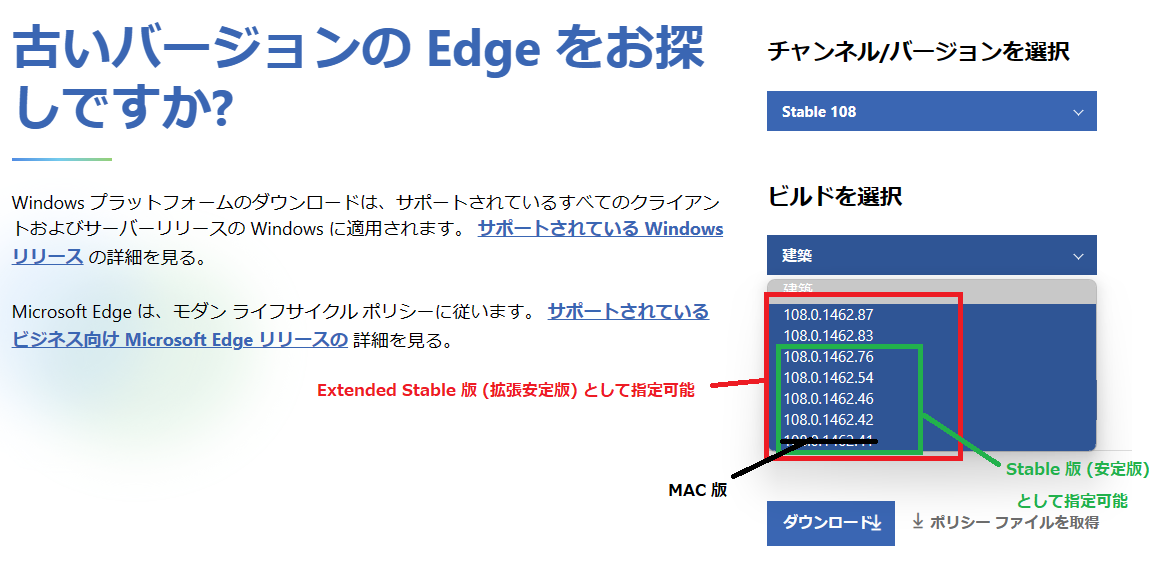 古いバージョンの Edge をお探
しですか?
Windows プラットフォームのダウンロードは、サポートされているすべてのクライアン
トおよびサーバーリリースの Windows に適用されます。 サポートされている Windows
リリース の詳細を見る。
Microsoft Edge は、モダン ライフサイクル ポリシーに従います。 サポートされている
ビジネス向け Microsoft Edge リリースの 詳細を見る。
Extended Stable 版 (拡張安定版) として指定可能
チャンネル/バージョンを選択
Stable 108
ビルドを選択
建築
建築
108.0.1462.87
108.0.1462.83
108.0.1462.76
108.0.1462.54
108.0.1462.46
108.0.1462.42
108.0.1462.41
MAC 版
Stable 版 (安定版)
として指定可能
ダウンロード
ポリシー ファイルを取得